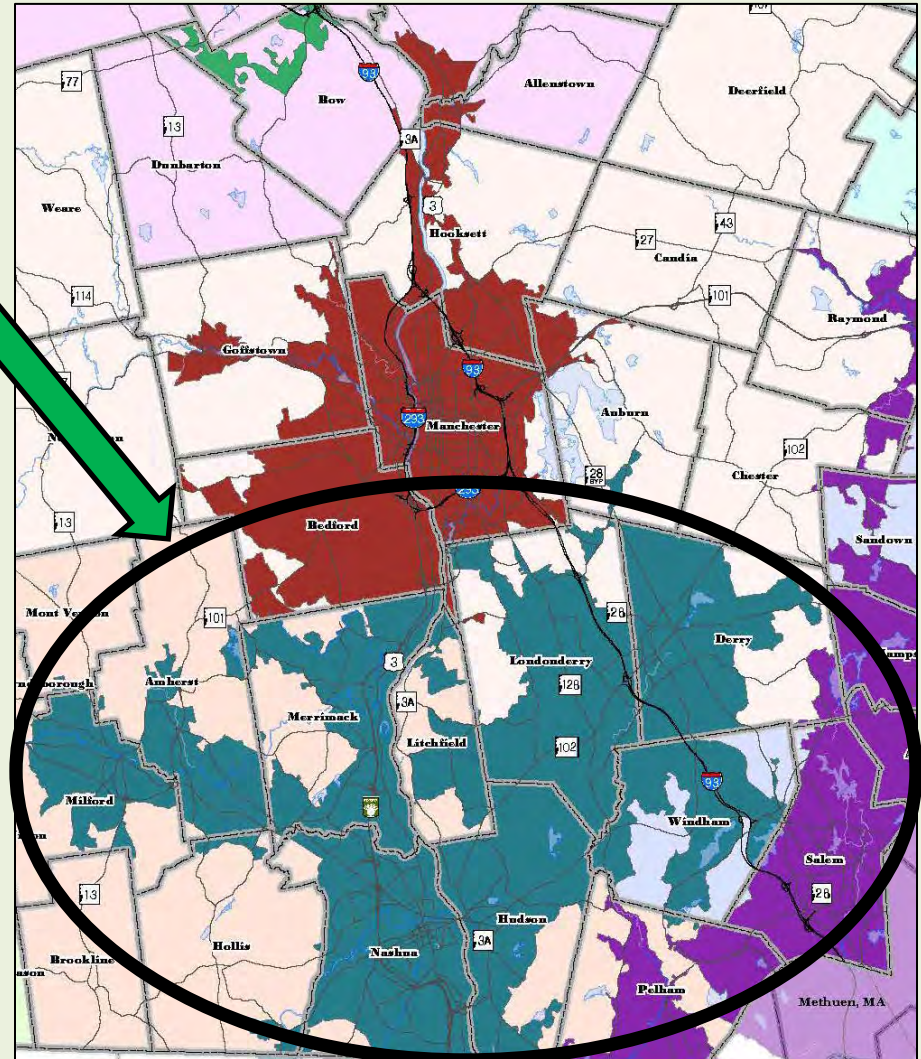 107
77
93
Bow
Allenstown
Deerfield
13
3A
Dunbarton
Weare
3
43
Hooksett
27
Candia
114
101
Raymond
Goffstown
93
Auburn
293
Manchester
102
Chester
28
BYP
293
13
Bedford
Sandown
Mont Vernon
101
28
Derry
Londonderry
3
Amherst
128
3A
Merrimack
Litchfield
102
93
Milford
Windham
Salem
13
28
Hudson
Hollis
3A
Nashua
Brookline
Pelham
Methuen, MA